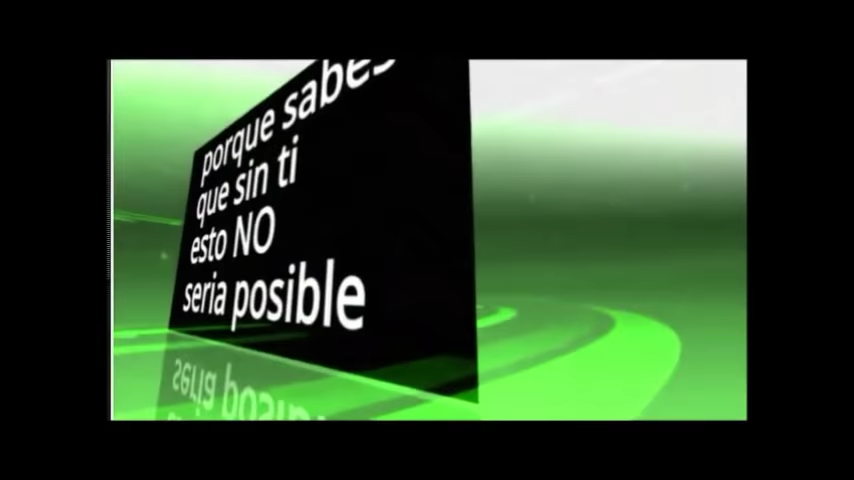 porque sabes
que sin ti
esto NO
seria posible